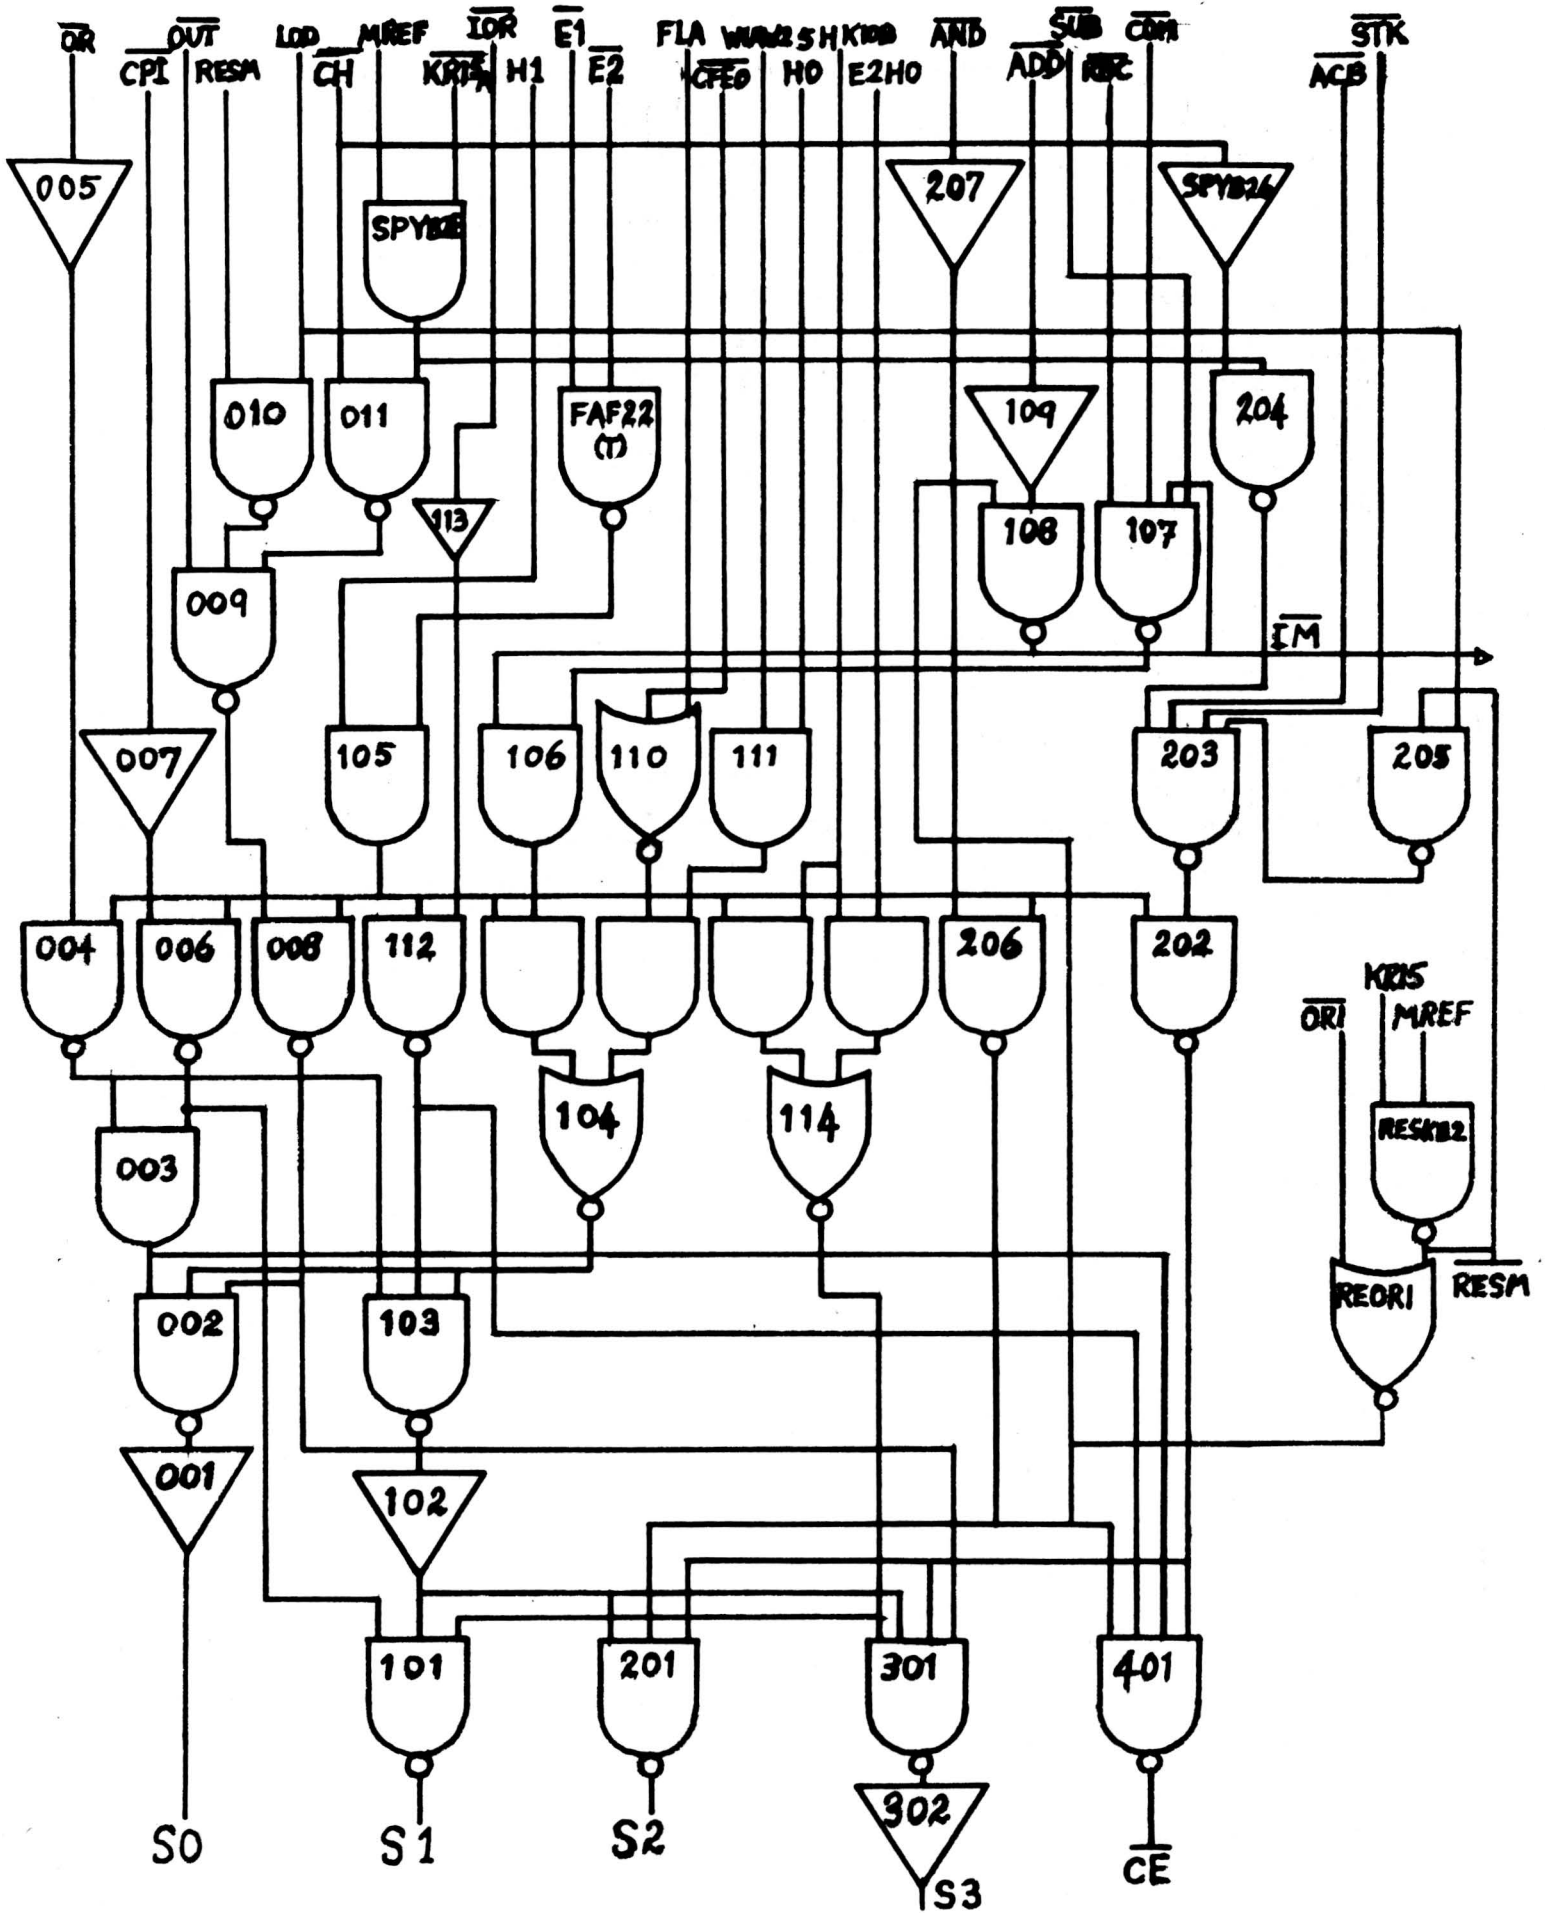 OR OUT LOD MREF IOR E1 FLA H K10B AND SUB COM STK
CPI RESM CH H1 E2 CFEO H0 E2H0 ADD ACB
005 207
010 011 FAF22 109 204
(T)
113 108 107
009 IM
007 105 106 110 111 203 205
004 006 008 112 206 202
KR15
ORI MREF
003 104 114 RESKB2
002 103 REORI RESM
001 102
101 201 301 401
302
S0 S1 S2 CE
S3